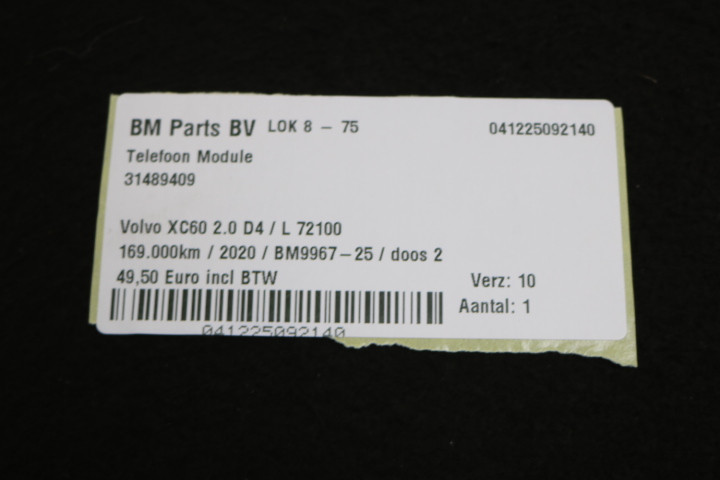 BM Parts BV LOK 8 - 75 041225092140
Telefoon Module
31489409
Volvo XC60 2.0 D4 / L 72100
169.000km / 2020 / BM9967-25 / doos 2
49,50 Euro incl BTW Verz: 10
Aantal: 1
041225092140